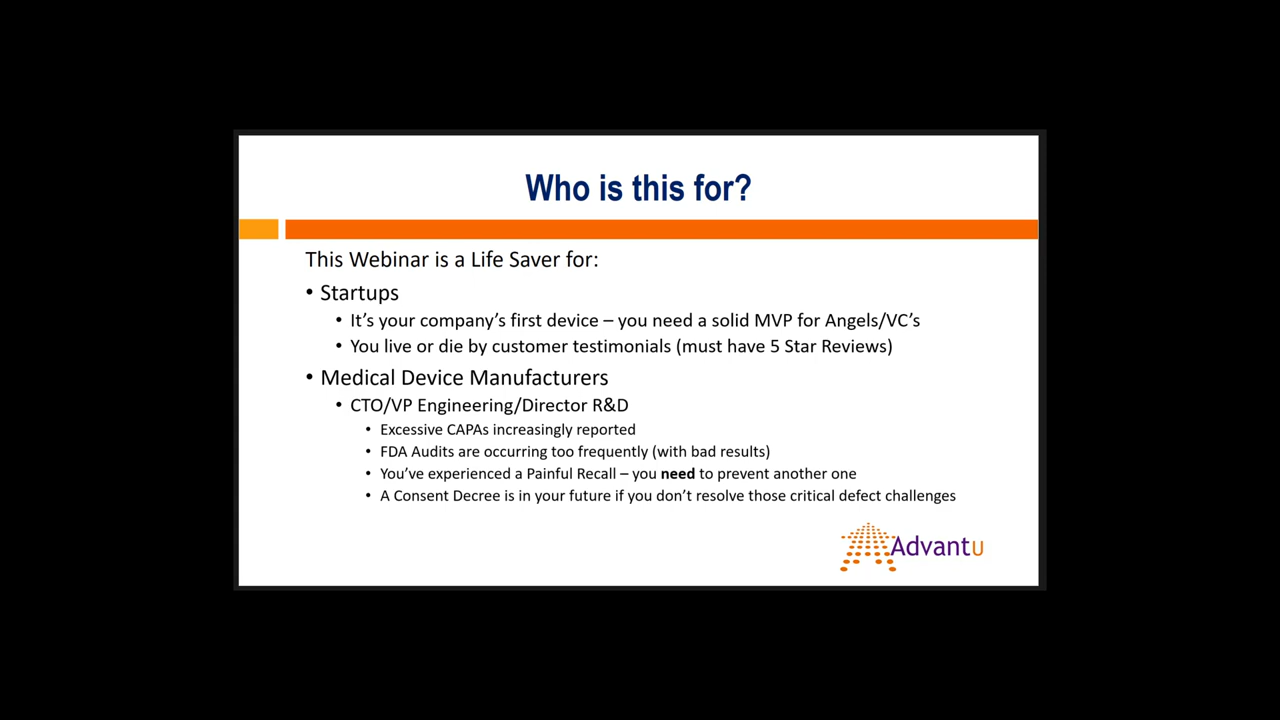 Who is this for?
This Webinar is a Life Saver for:
• Startups
• It’s your company’s first device – you need a solid MVP for Angels/VC’s
• You live or die by customer testimonials (must have 5 Star Reviews)
• Medical Device Manufacturers
• CTO/VP Engineering/Director R&D
• Excessive CAPAs increasingly reported
• FDA Audits are occurring too frequently (with bad results)
• You’ve experienced a Painful Recall – you need to prevent another one
• A Consent Decree is in your future if you don’t resolve those critical defect challenges
AdvantU